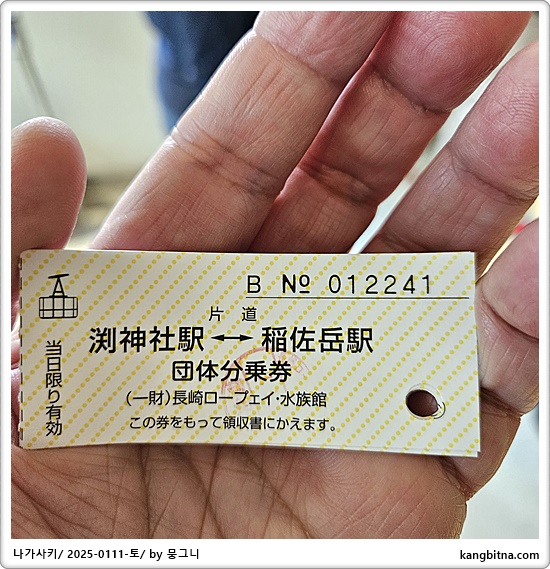 B № 012241
片道
渕神社駅↔稲佐岳駅
団体分乗券
(一財)長崎ロープェイ・水族館
この券をもって領収書にかえます。
当日限り有効
나가사키/ 2025-0111-토/ by 뭉그니
kangbitna.com